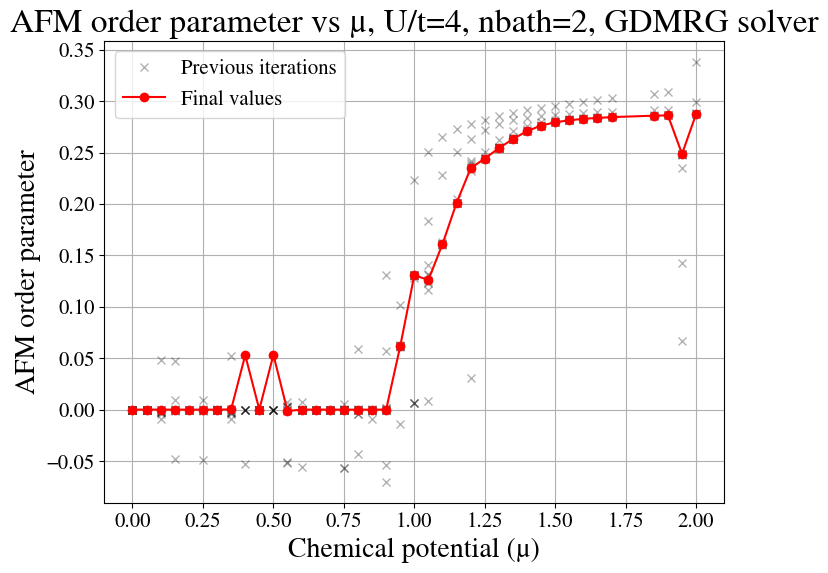 AFM order parameter vs µ, U/t=4, nbath=2, GDMRG solver
Previous iterations
Final values
AFM order parameter
0.35
0.30
0.25
0.20
0.15
0.10
0.05
0.00
−0.05
0.00 0.25 0.50 0.75 1.00 1.25 1.50 1.75 2.00
Chemical potential (µ)